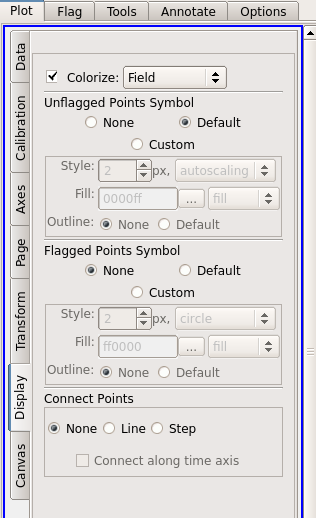 Plot Flag Tools Annotate Options
Data
Calibration
Axes
Page
Transform
Display
Canvas
Colorize: Field
Unflagged Points Symbol
None Default
Custom
Style: 2 px, autoscaling
Fill: 0000ff ... fill
Outline: None Default
Flagged Points Symbol
None Default
Custom
Style: 2 px, circle
Fill: ff0000 ... fill
Outline: None Default
Connect Points
None Line Step
Connect along time axis